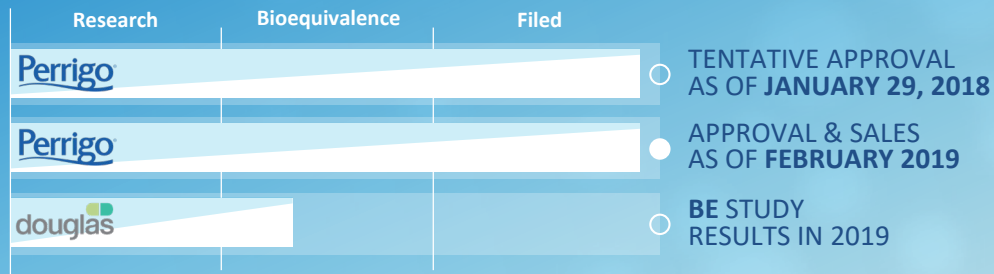 Research Bioequivalence Filed
Perrigo®
TENTATIVE APPROVAL
AS OF JANUARY 29, 2018
Perrigo®
APPROVAL & SALES
AS OF FEBRUARY 2019
douglas
BE STUDY
RESULTS IN 2019